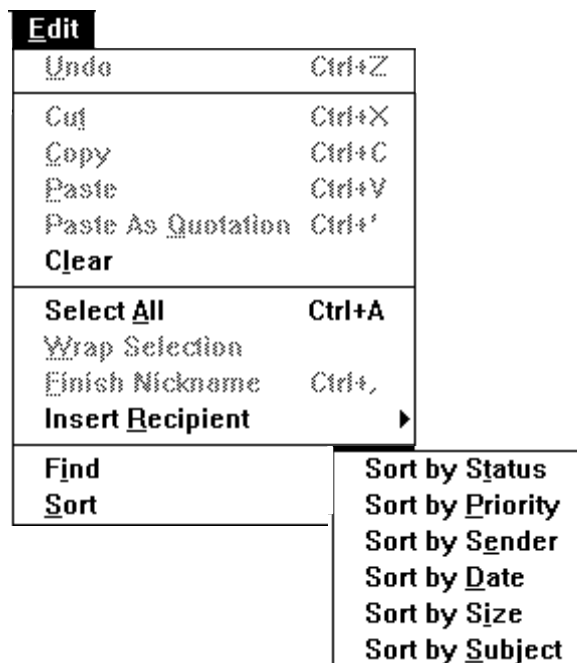 Edit
Undo Ctrl+Z
Cut Ctrl+X
Copy Ctrl+C
Paste Ctrl+V
Paste As Quotation Ctrl+'
Clear
Select All Ctrl+A
Wrap Selection
Finish Nickname Ctrl+,
Insert Recipient
Find
Sort
Sort by Status
Sort by Priority
Sort by Sender
Sort by Date
Sort by Size
Sort by Subject